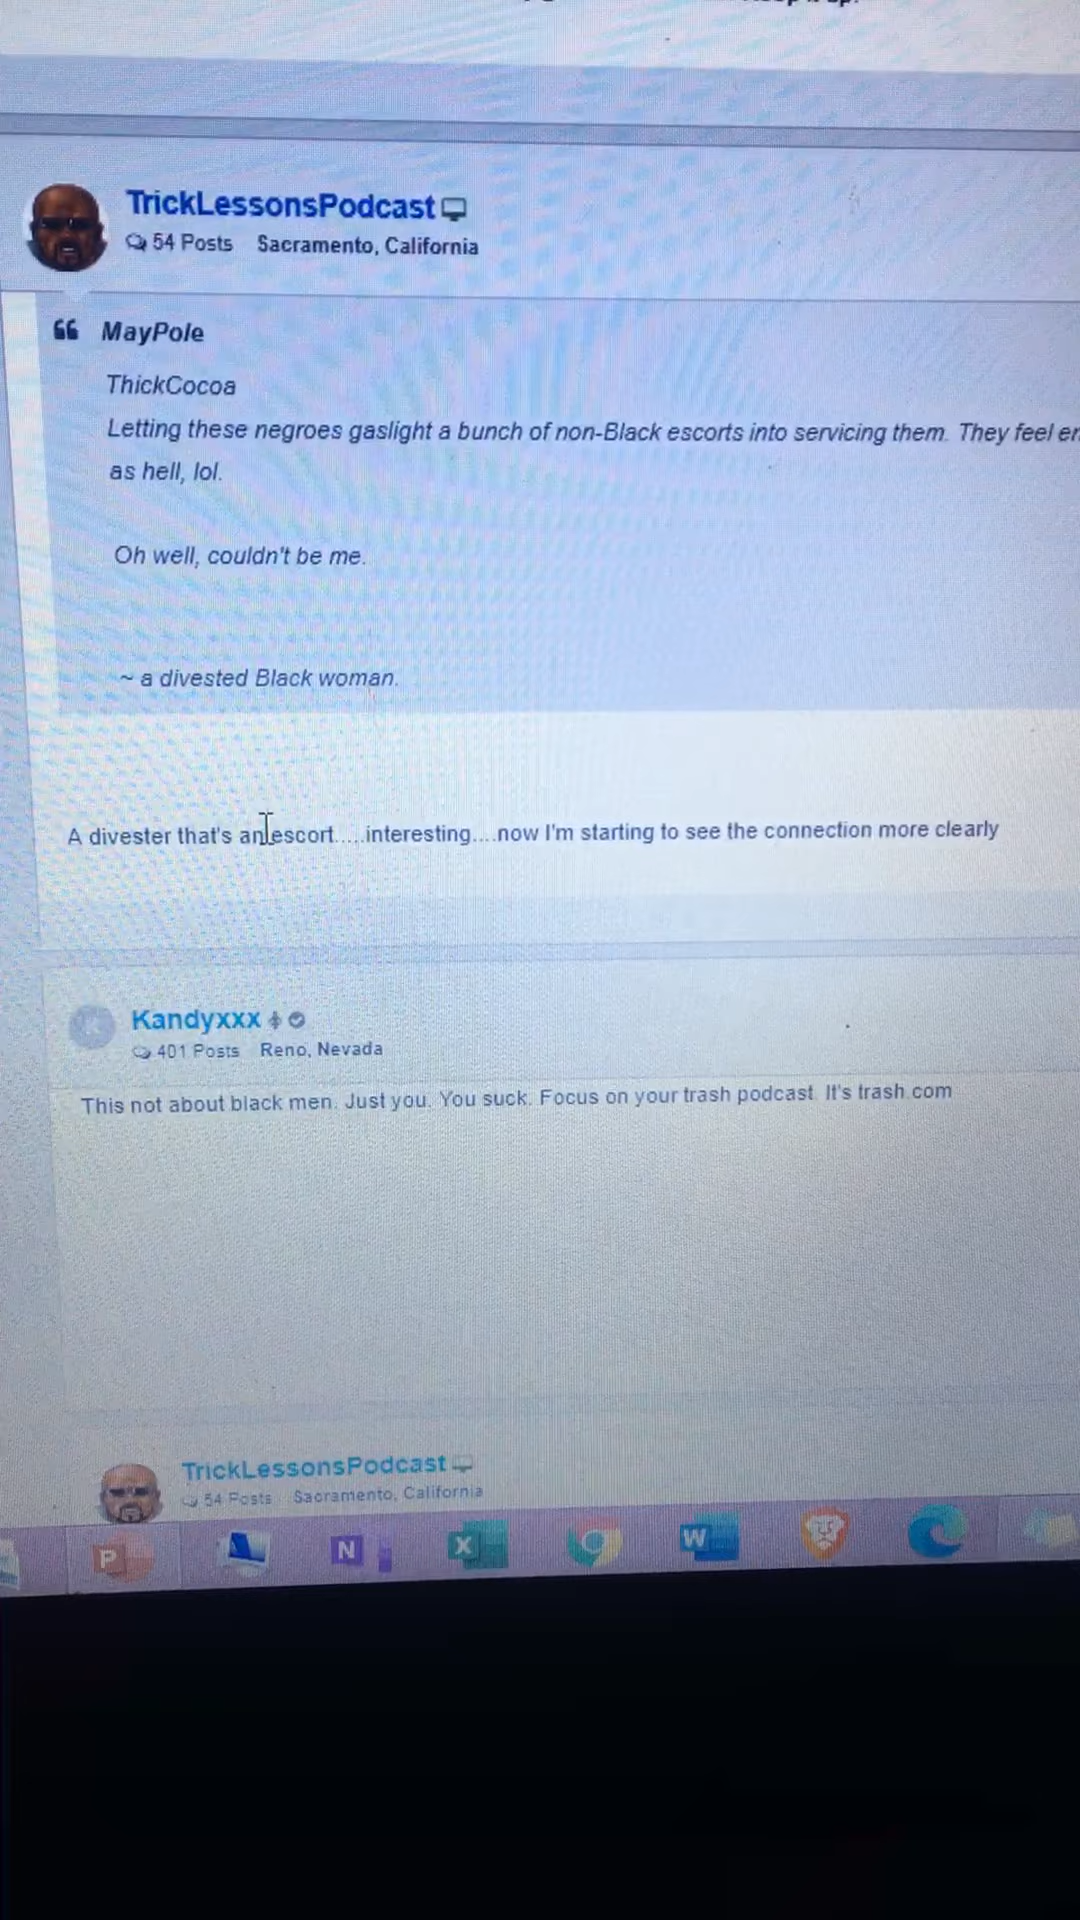 TrickLessonsPodcast
54 Posts Sacramento, California
MayPole
ThickCocoa
Letting these negroes gaslight a bunch of non-Black escorts into servicing them. They feel
as hell, lol.
Oh well, couldn't be me.
~ a divested Black woman.
A divester that's an escort.....interesting....now I'm starting to see the connection more clearly
Kandyxxx
401 Posts Reno, Nevada
This not about black men. Just you. You suck. Focus on your trash podcast. It's trash.com
TrickLessonsPodcast
54 Posts Sacramento, California
P
N
X
W